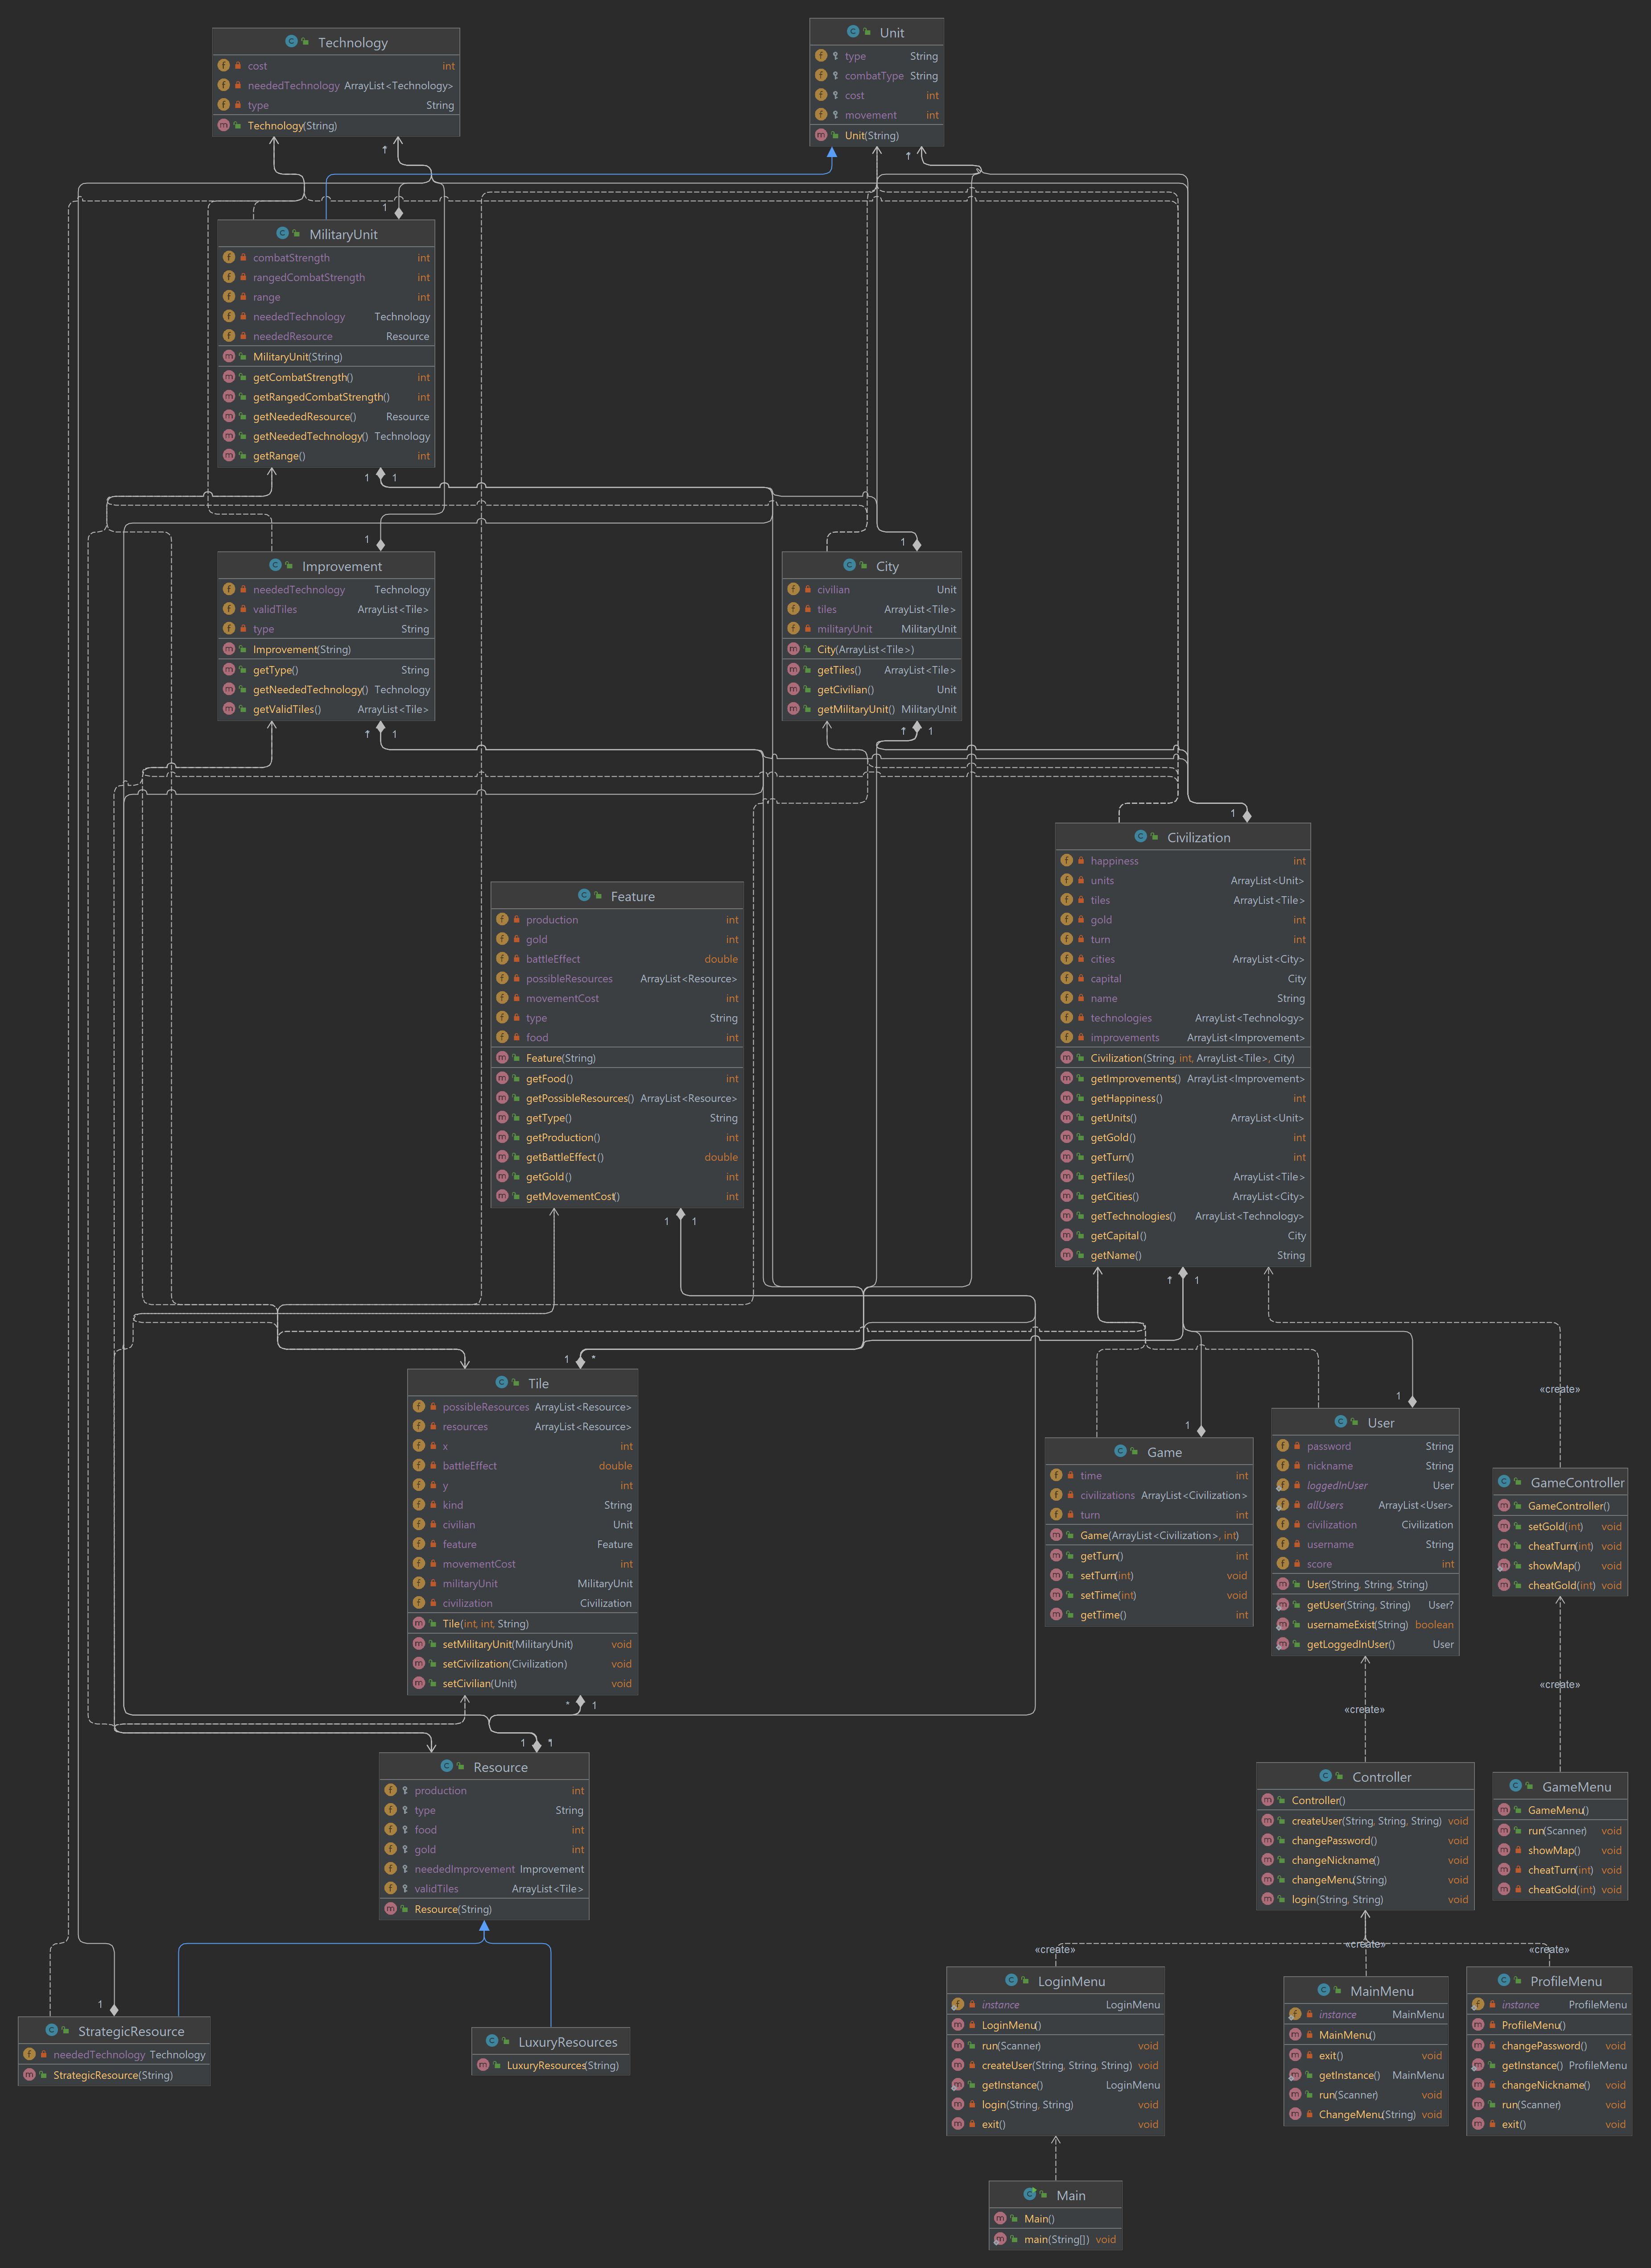 Technology
cost int
neededTechnology ArrayList<Technology>
type String
Technology(String)
Unit
type String
combatType String
cost int
movement int
Unit(String)
1
MilitaryUnit
combatStrength int
rangedCombatStrength int
range int
neededTechnology Technology
neededResource Resource
MilitaryUnit(String)
getCombatStrength() int
getRangedCombatStrength() int
getNeededResource() Resource
getNeededTechnology() Technology
getRange() int
1 1
1
Improvement
neededTechnology Technology
validTiles ArrayList<Tile>
type String
Improvement(String)
getType() String
getNeededTechnology() Technology
getValidTiles() ArrayList<Tile>
1
1
City
civilian Unit
tiles ArrayList<Tile>
militaryUnit MilitaryUnit
City(ArrayList<Tile>)
getTiles() ArrayList<Tile>
getCivilian() Unit
getMilitaryUnit() MilitaryUnit
1
1
Civilization
happiness int
units ArrayList<Unit>
tiles ArrayList<Tile>
gold int
turn int
cities ArrayList<City>
capital City
name String
technologies ArrayList<Technology>
improvements ArrayList<Improvement>
Civilization(String, int, ArrayList<Tile>, City)
getImprovements() ArrayList<Improvement>
getHappiness() int
getUnits() ArrayList<Unit>
getGold() int
getTurn() int
getTiles() ArrayList<Tile>
getCities() ArrayList<City>
getTechnologies() ArrayList<Technology>
getCapital() City
getName() String
1
Feature
production int
gold int
battleEffect double
possibleResources ArrayList<Resource>
movementCost int
type String
food int
Feature(String)
getFood() int
getPossibleResources() ArrayList<Resource>
getType() String
getProduction() int
getBattleEffect() double
getGold() int
getMovementCost() int
1 1
1 *
Tile
possibleResources ArrayList<Resource>
resources ArrayList<Resource>
x int
battleEffect double
y int
kind String
civilian Unit
feature Feature
movementCost int
militaryUnit MilitaryUnit
civilization Civilization
Tile(int, int, String)
setMilitaryUnit(MilitaryUnit) void
setCivilization(Civilization) void
setCivilian(Unit) void
* 1
1
Game
time int
civilizations ArrayList<Civilization>
turn int
Game(ArrayList<Civilization>, int)
getTurn() int
setTurn(int) void
setTime(int) void
getTime() int
1
User
password String
nickname String
loggedInUser User
allUsers ArrayList<User>
civilization Civilization
username String
score int
User(String, String, String)
getUser(String, String) User?
usernameExist(String) boolean
getLoggedInUser() User
«create»
GameController
GameController()
setGold(int) void
cheatTurn(int) void
showMap() void
cheatGold(int) void
«create»
«create»
1
Resource
production int
type String
food int
gold int
neededImprovement Improvement
validTiles ArrayList<Tile>
Resource(String)
Controller
Controller()
createUser(String, String, String) void
changePassword() void
changeNickname() void
changeMenu(String) void
login(String, String) void
GameMenu
GameMenu()
run(Scanner) void
showMap() void
cheatTurn(int) void
cheatGold(int) void
«create» «create» «create»
1
StrategicResource
neededTechnology Technology
StrategicResource(String)
LuxuryResources
LuxuryResources(String)
LoginMenu
instance LoginMenu
LoginMenu()
run(Scanner) void
createUser(String, String, String) void
getInstance() LoginMenu
login(String, String) void
exit() void
MainMenu
instance MainMenu
MainMenu()
exit() void
getInstance() MainMenu
run(Scanner) void
ChangeMenu(String) void
ProfileMenu
instance ProfileMenu
ProfileMenu()
changePassword() void
getInstance() ProfileMenu
changeNickname() void
run(Scanner) void
exit() void
Main
Main()
main(String[]) void